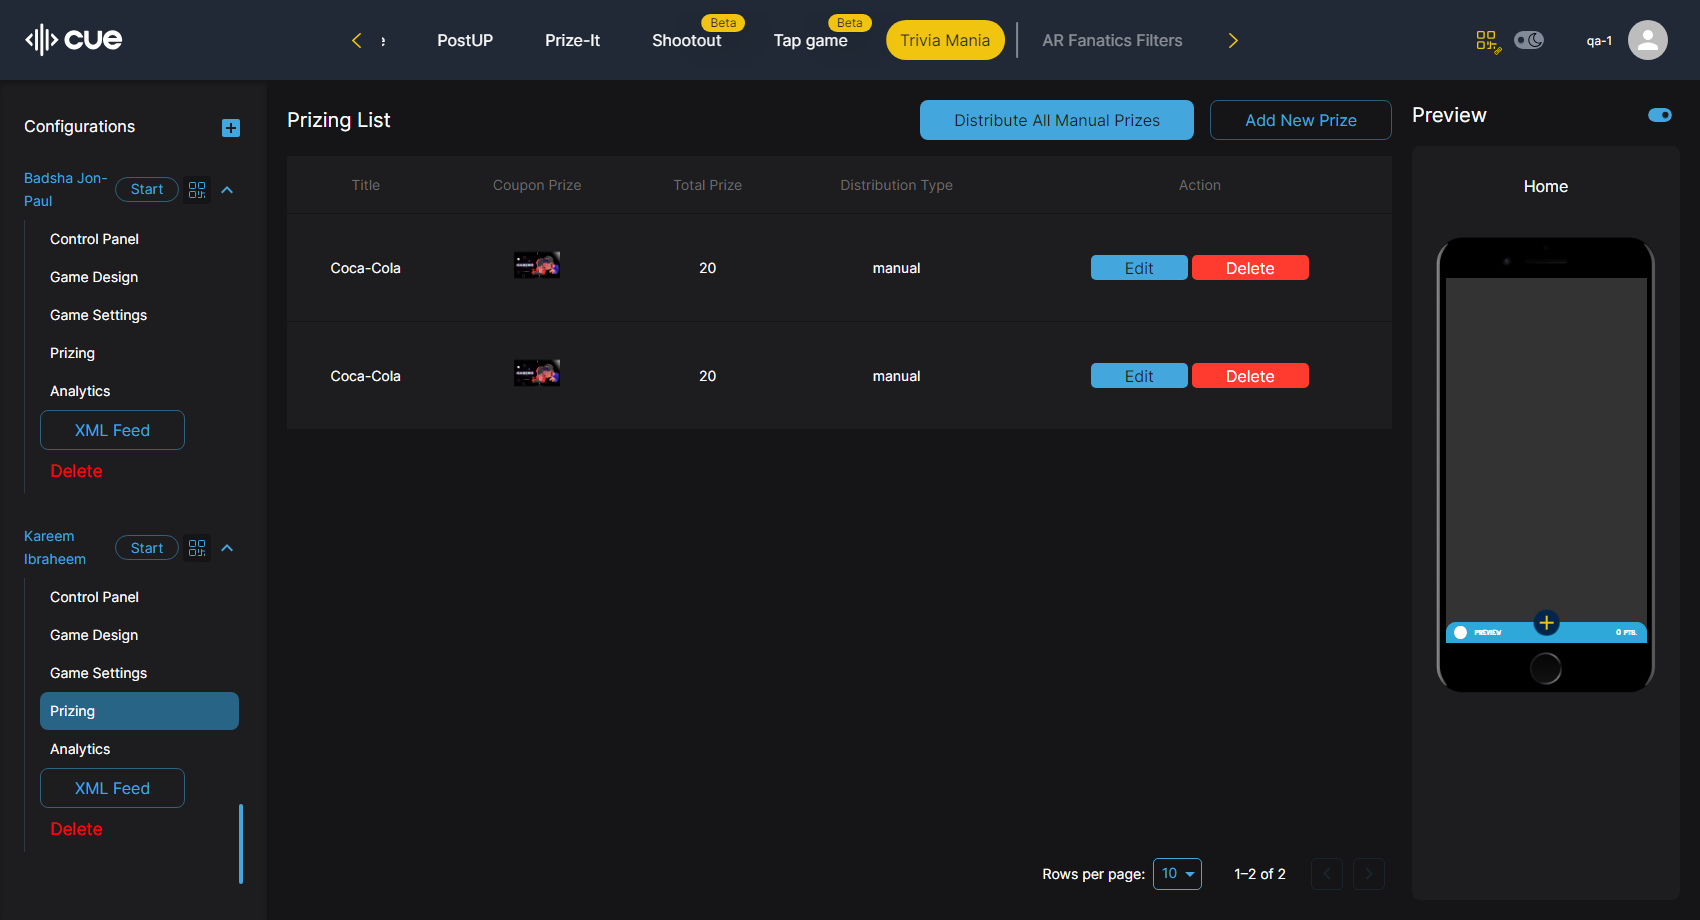 cue
PostUP
Prize-It
Shootout
Beta
Tap game
Beta
Trivia Mania
AR Fanatics Filters
qa-1
Configurations
Badsha Jon-
Paul
Start
Control Panel
Game Design
Game Settings
Prizing
Analytics
XML Feed
Delete
Kareem
Ibraheem
Start
Control Panel
Game Design
Game Settings
Prizing
Analytics
XML Feed
Delete
Prizing List
Distribute All Manual Prizes
Add New Prize
Title Coupon Prize Total Prize Distribution Type Action
Coca-Cola 20 manual Edit Delete
Coca-Cola 20 manual Edit Delete
Rows per page: 10 1–2 of 2
Preview
Home
PREVIEW
0 PTS.